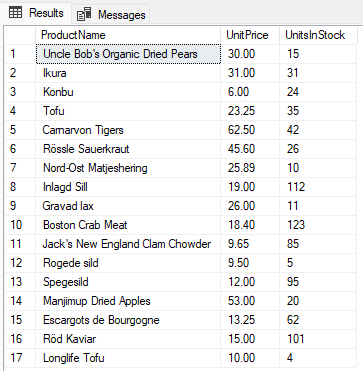 Results Messages
ProductName UnitPrice UnitsInStock
1 Uncle Bob's Organic Dried Pears 30.00 15
2 Ikura 31.00 31
3 Konbu 6.00 24
4 Tofu 23.25 35
5 Carnarvon Tigers 62.50 42
6 Rössle Sauerkraut 45.60 26
7 Nord-Ost Matjeshering 25.89 10
8 Inlagd Sill 19.00 112
9 Gravad lax 26.00 11
10 Boston Crab Meat 18.40 123
11 Jack's New England Clam Chowder 9.65 85
12 Rogede sild 9.50 5
13 Spegesild 12.00 95
14 Manjimup Dried Apples 53.00 20
15 Escargots de Bourgogne 13.25 62
16 Röd Kaviar 15.00 101
17 Longlife Tofu 10.00 4